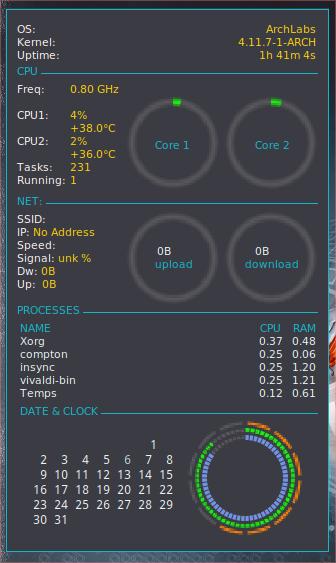 OS: ArchLabs
Kernel: 4.11.7-1-ARCH
Uptime: 1h 41m 4s
CPU
Freq: 0.80 GHz
CPU1: 4%
+38.0°C
CPU2: 2%
+36.0°C
Tasks: 231
Running: 1
Core 1
Core 2
NET:
SSID:
IP: No Address
Speed:
Signal: unk %
Dw: 0B
Up: 0B
0B
upload
0B
download
PROCESSES
NAME CPU RAM
Xorg 0.37 0.48
compton 0.25 0.06
insync 0.25 1.20
vivaldi-bin 0.25 1.21
Temps 0.12 0.61
DATE & CLOCK
1
2 3 4 5 6 7 8
9 10 11 12 13 14 15
16 17 18 19 20 21 22
23 24 25 26 27 28 29
30 31